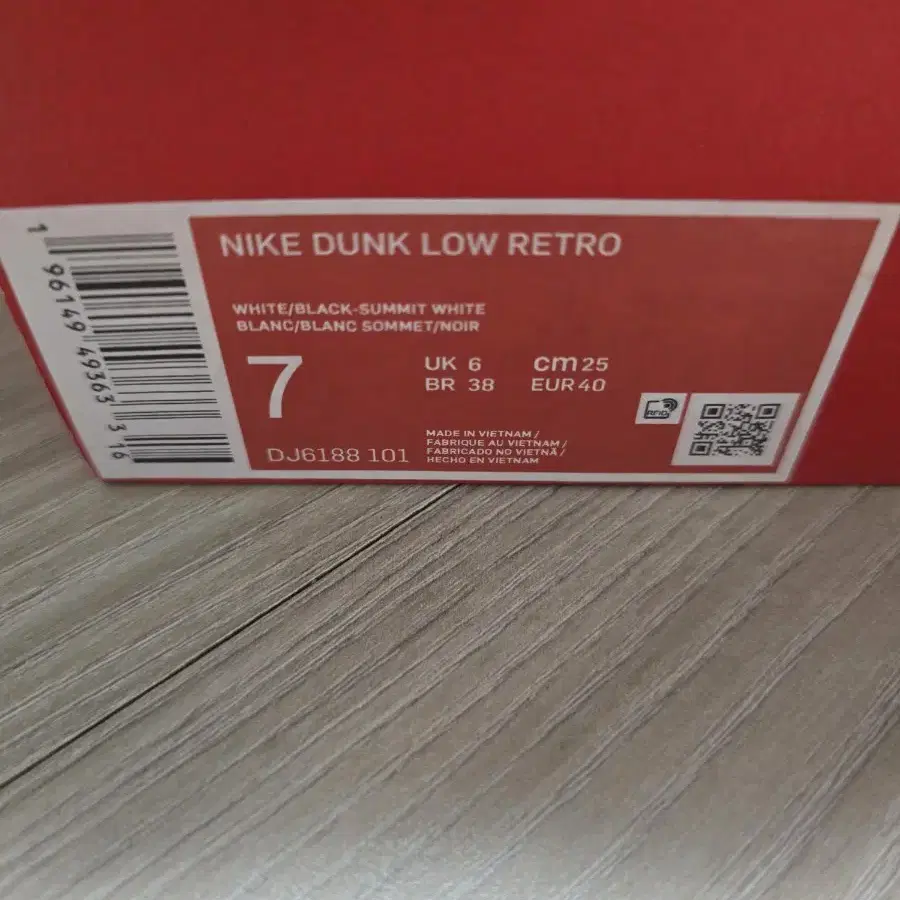 NIKE DUNK LOW RETRO
WHITE/BLACK-SUMMIT WHITE
BLANC/BLANC SOMMET/NOIR
7
UK 6 cm 25
BR 38 EUR 40
DJ6188 101
MADE IN VIETNAM /
FABRIQUE AU VIETNAM /
FABRICADO NO VIETNÃ /
HECHO EN VIETNAM
RFID
1 96149 49363 316